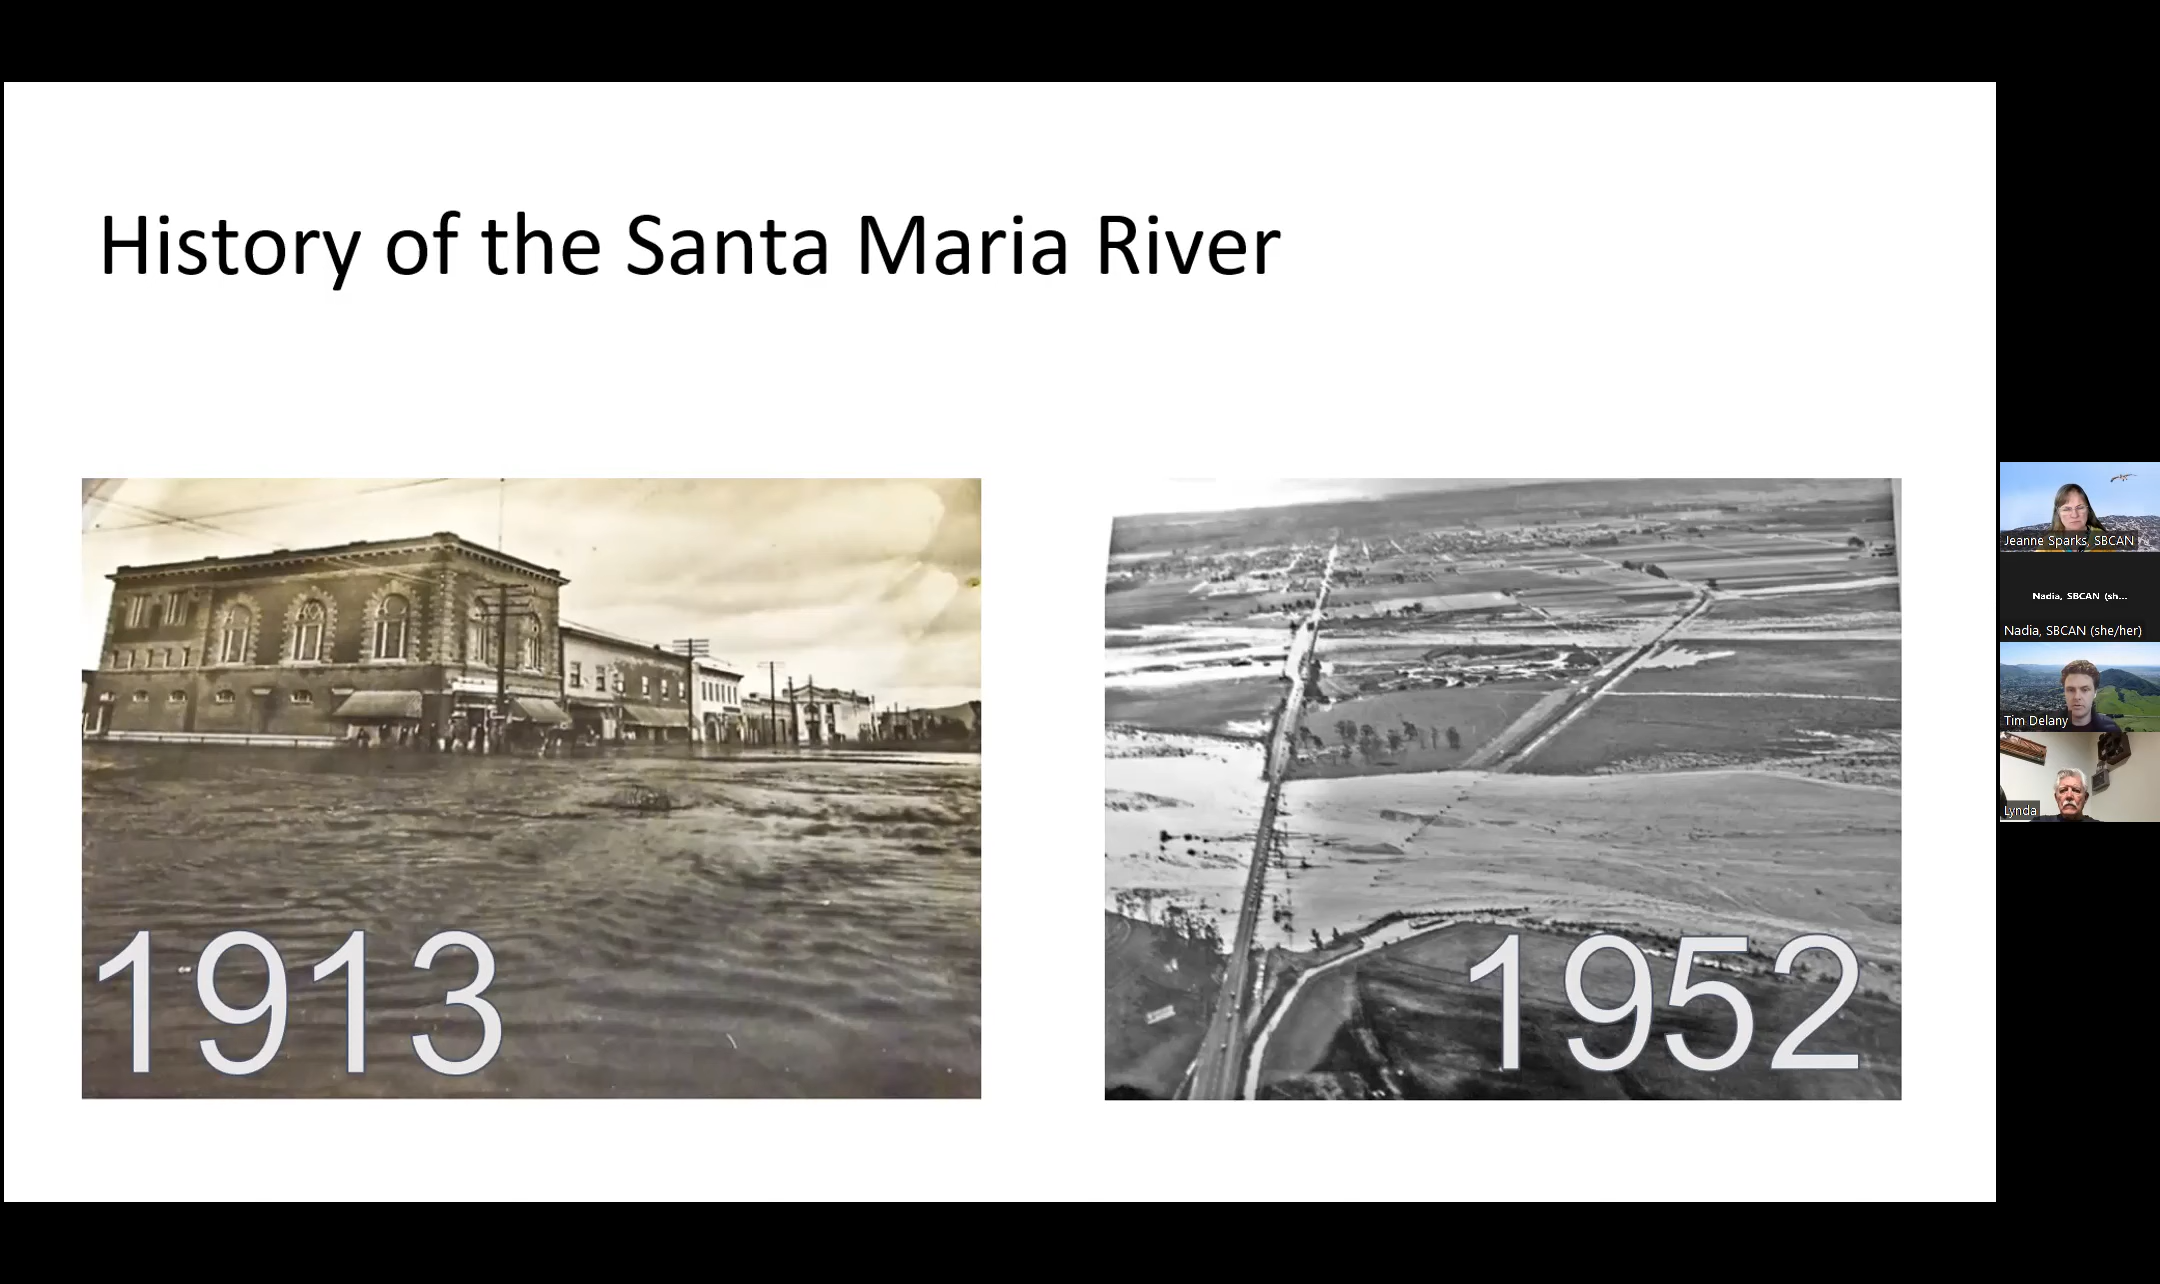 History of the Santa Maria River
1913
1952
Jeanne Sparks, SBCAN
Nadia, SBCAN (sh...
Nadia, SBCAN (she/her)
Tim Delany
Lynda